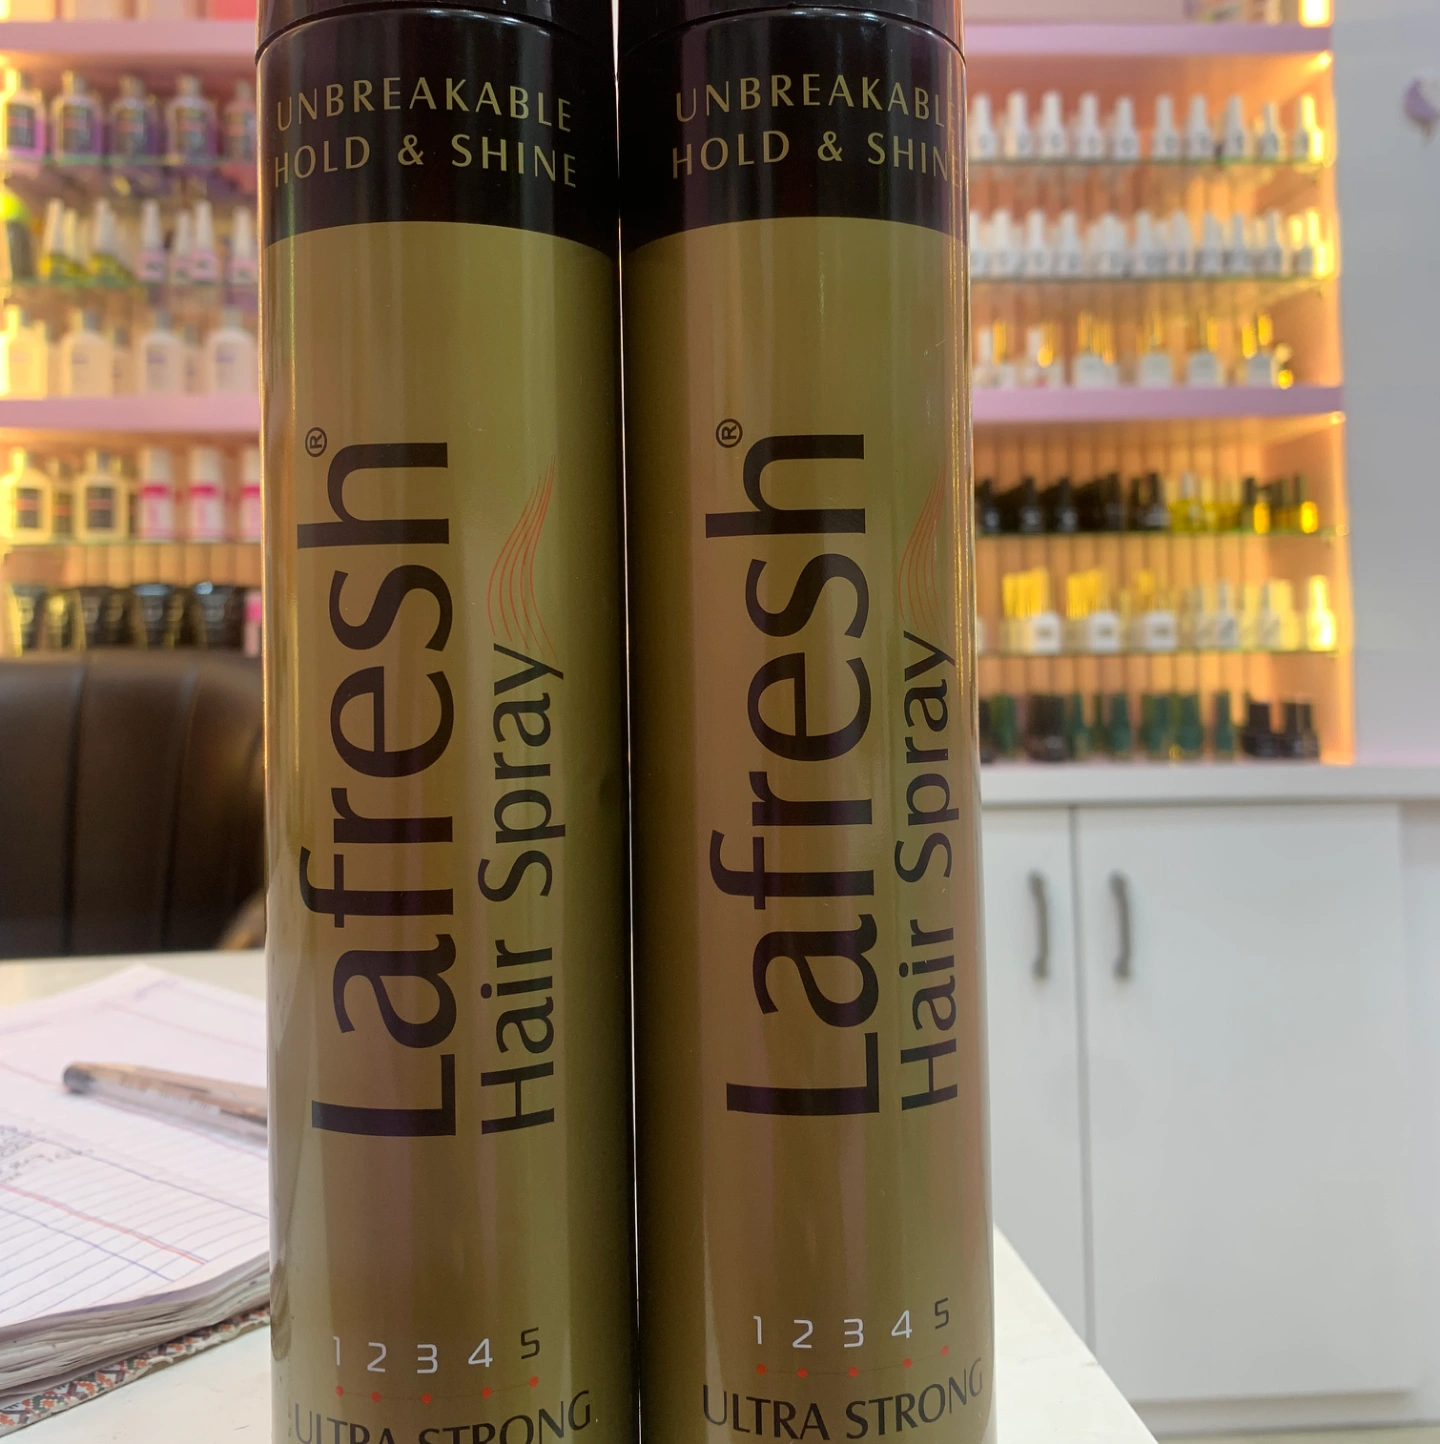 UNBREAKABLE
HOLD & SHINE
Lafresh®
Hair Spray
1 2 3 4 5
ULTRA STRONG
UNBREAKABLE
HOLD & SHINE
Lafresh®
Hair Spray
1 2 3 4 5
ULTRA STRONG